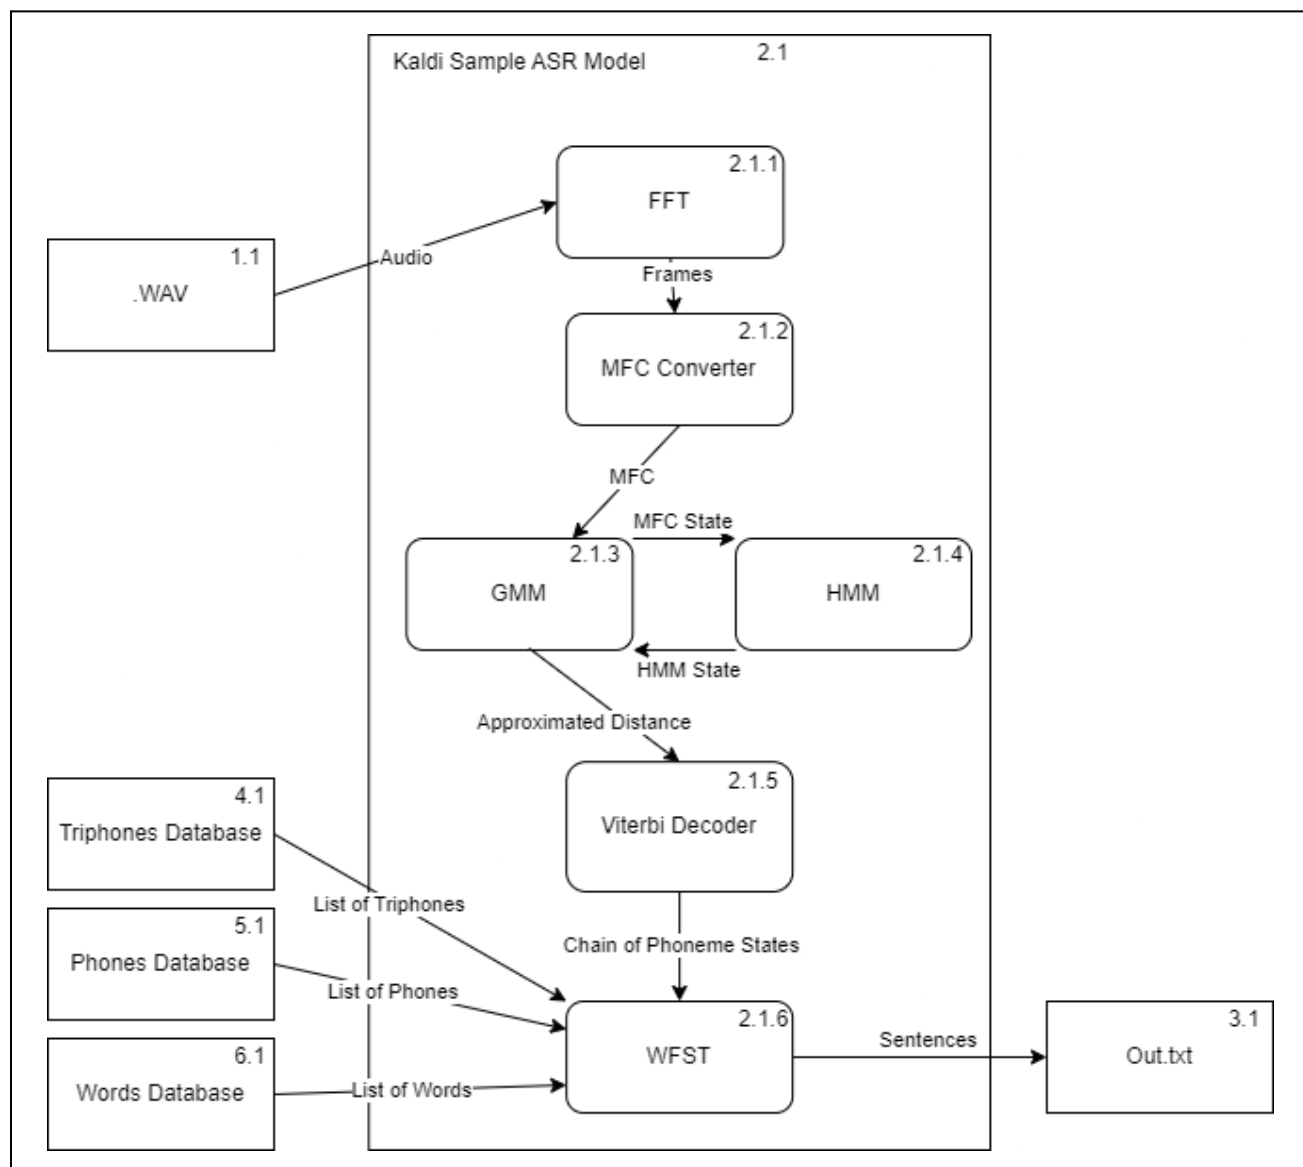 Kaldi Sample ASR Model
2.1
2.1.1
FFT
1.1
.WAV
Audio
Frames
2.1.2
MFC Converter
MFC
MFC State
2.1.3
GMM
2.1.4
HMM
HMM State
Approximated Distance
2.1.5
Viterbi Decoder
4.1
Triphones Database
List of Triphones
5.1
Phones Database
List of Phones
Chain of Phoneme States
6.1
Words Database
List of Words
2.1.6
WFST
Sentences
3.1
Out.txt